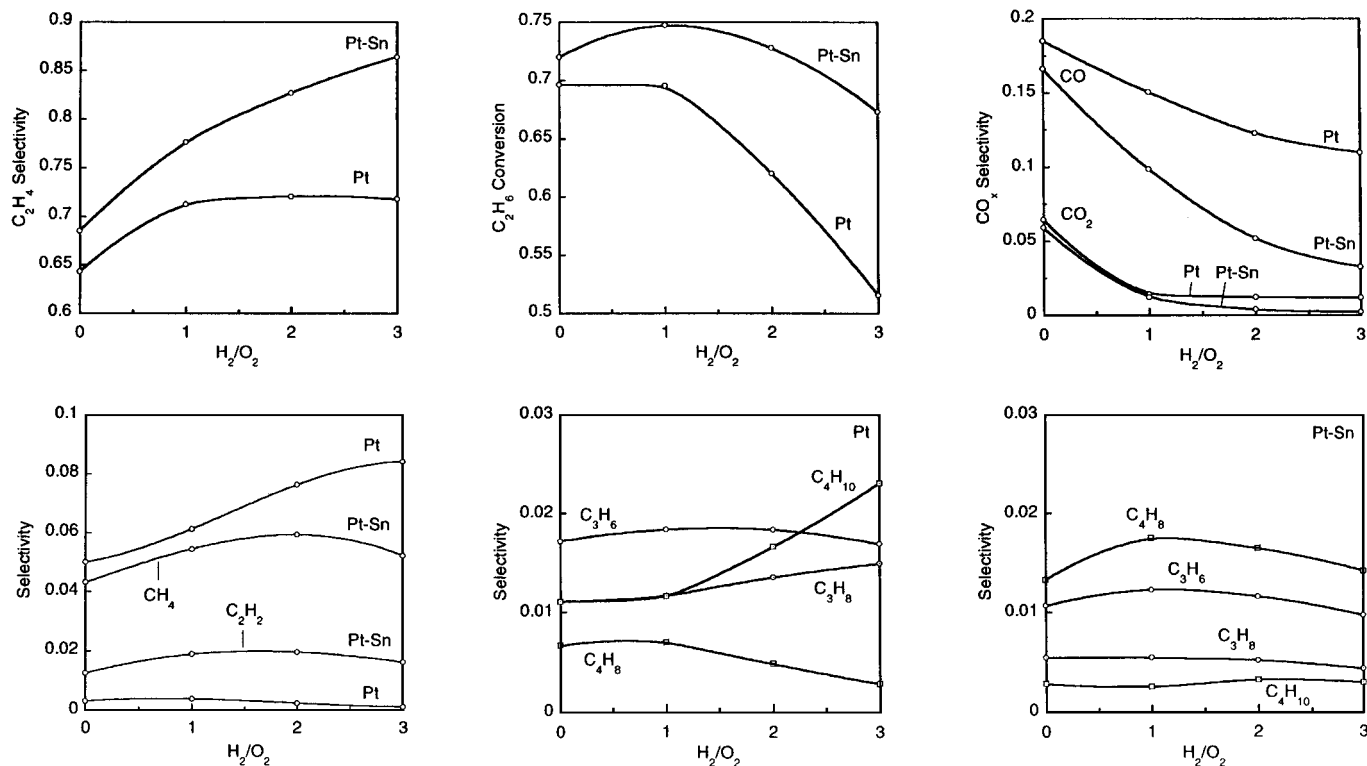 0.9
0.85
0.8
0.75
0.7
0.65
0.6
C₂H₄ Selectivity
Pt-Sn
Pt
0 1 2 3
H₂/O₂
0.75
0.7
0.65
0.6
0.55
0.5
C₂H₆ Conversion
Pt-Sn
Pt
0 1 2 3
H₂/O₂
0.2
0.15
0.1
0.05
0
COₓ Selectivity
CO
Pt
CO₂
Pt-Sn
Pt
Pt-Sn
0 1 2 3
H₂/O₂
0.1
0.08
0.06
0.04
0.02
0
Selectivity
Pt
Pt-Sn
CH₄
C₂H₂
Pt-Sn
Pt
0 1 2 3
H₂/O₂
0.03
0.02
0.01
0
Selectivity
Pt
C₄H₁₀
C₃H₆
C₃H₈
C₄H₈
0 1 2 3
H₂/O₂
0.03
0.02
0.01
0
Selectivity
Pt-Sn
C₄H₈
C₃H₆
C₃H₈
C₄H₁₀
0 1 2 3
H₂/O₂